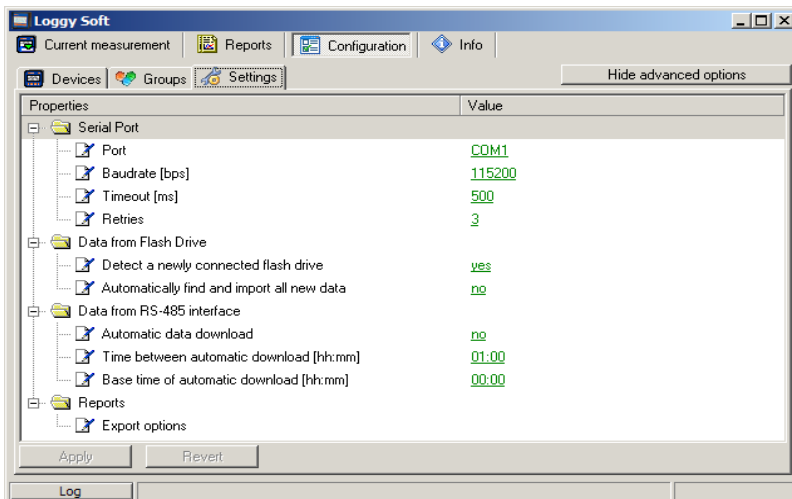 Loggy Soft
Current measurement Reports Configuration Info
Devices Groups Settings Hide advanced options
Properties Value
Serial Port
Port COM1
Baudrate [bps] 115200
Timeout [ms] 500
Retries 3
Data from Flash Drive
Detect a newly connected flash drive yes
Automatically find and import all new data no
Data from RS-485 interface
Automatic data download no
Time between automatic download [hh:mm] 01:00
Base time of automatic download [hh:mm] 00:00
Reports
Export options
Apply Revert
Log